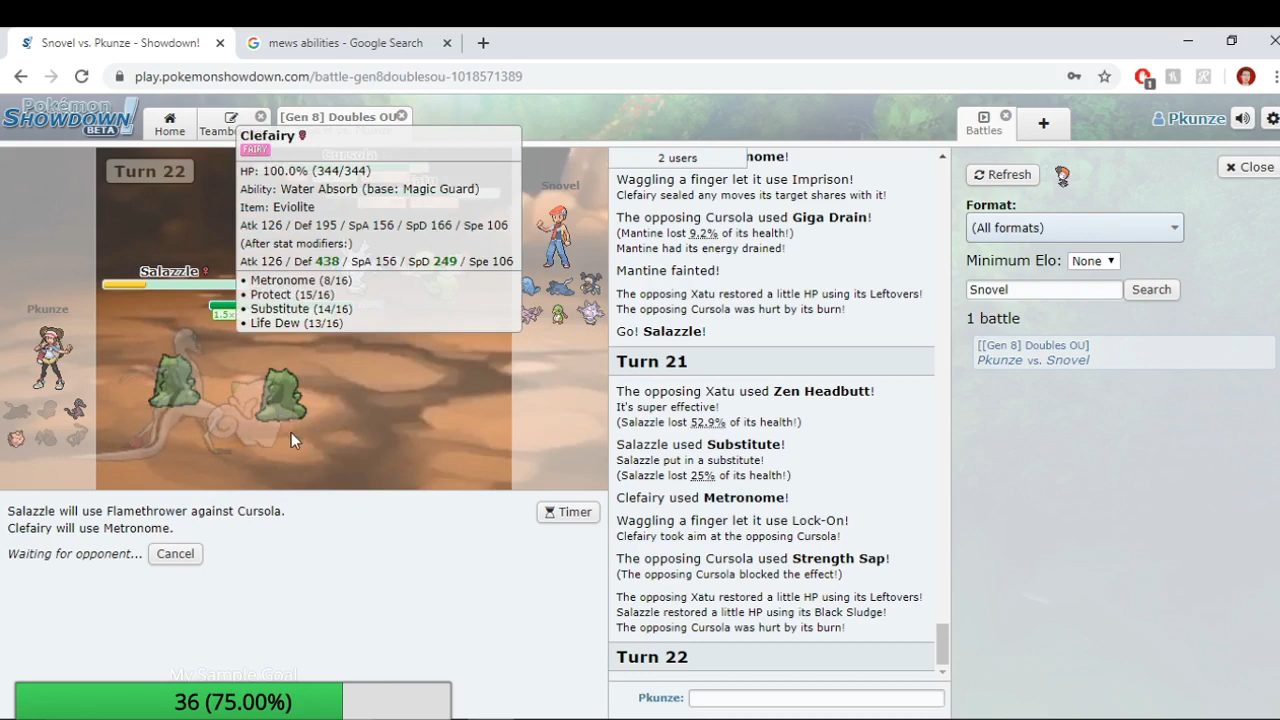 Snovel vs. Pkunze - Showdown!
mews abilities - Google Search
play.pokemonshowdown.com/battle-gen8doublesou-1018571389
1
Pokémon
SHOWDOWN!
BETA
Home
Teamb
[Gen 8] Doubles OU
Battles
Pkunze
Turn 22
Clefairy
FAIRY
HP: 100.0% (344/344)
Ability: Water Absorb (base: Magic Guard)
Item: Eviolite
Atk 126 / Def 195 / SpA 156 / SpD 166 / Spe 106
(After stat modifiers:)
Atk 126 / Def 438 / SpA 156 / SpD 249 / Spe 106
• Metronome (8/16)
• Protect (15/16)
• Substitute (14/16)
• Life Dew (13/16)
Salazzle
1.5x
Pkunze
Snovel
Salazzle will use Flamethrower against Cursola.
Clefairy will use Metronome.
Waiting for opponent...
Cancel
Timer
My Sample Goal
36 (75.00%)
2 users
nome!
Waggling a finger let it use Imprison!
Clefairy sealed any moves its target shares with it!
The opposing Cursola used Giga Drain!
(Mantine lost 9.2% of its health!)
Mantine had its energy drained!
Mantine fainted!
The opposing Xatu restored a little HP using its Leftovers!
The opposing Cursola was hurt by its burn!
Go! Salazzle!
Turn 21
The opposing Xatu used Zen Headbutt!
It's super effective!
(Salazzle lost 52.9% of its health!)
Salazzle used Substitute!
Salazzle put in a substitute!
(Salazzle lost 25% of its health!)
Clefairy used Metronome!
Waggling a finger let it use Lock-On!
Clefairy took aim at the opposing Cursola!
The opposing Cursola used Strength Sap!
(The opposing Cursola blocked the effect!)
The opposing Xatu restored a little HP using its Leftovers!
Salazzle restored a little HP using its Black Sludge!
The opposing Cursola was hurt by its burn!
Turn 22
Pkunze:
Refresh
Close
Format:
(All formats)
Minimum Elo:
None
Snovel
Search
1 battle
[[Gen 8] Doubles OU]
Pkunze vs. Snovel